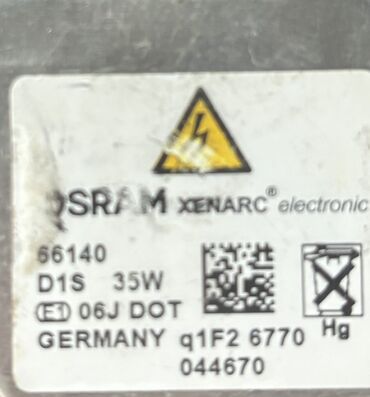 OSRAM XENARC® electronic
66140
D1S 35W
E1 06J DOT
GERMANY q1F2 6770
044670
Hg